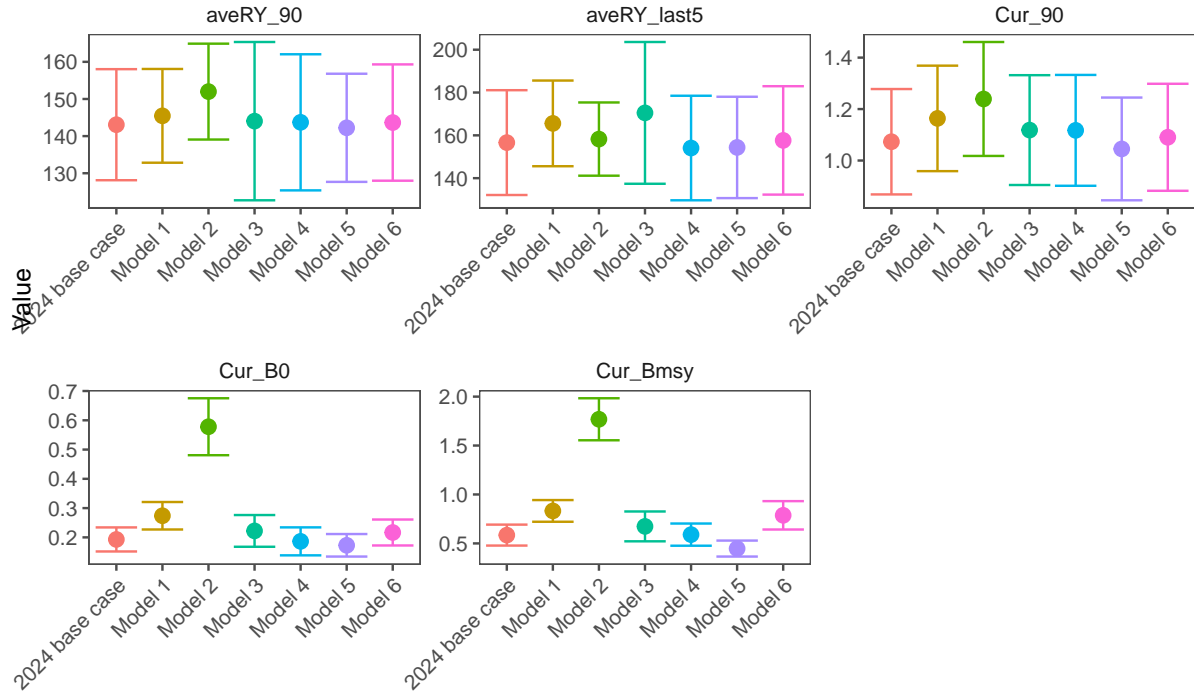 aveRY_90
aveRY_last5
Cur_90
160
150
140
130
200
180
160
140
1.4
1.2
1.0
2024 base case
Model 1
Model 2
Model 3
Model 4
Model 5
Model 6
2024 base case
Model 1
Model 2
Model 3
Model 4
Model 5
Model 6
2024 base case
Model 1
Model 2
Model 3
Model 4
Model 5
Model 6
Value
Cur_B0
Cur_Bmsy
0.7
0.6
0.5
0.4
0.3
0.2
2.0
1.5
1.0
0.5
2024 base case
Model 1
Model 2
Model 3
Model 4
Model 5
Model 6
2024 base case
Model 1
Model 2
Model 3
Model 4
Model 5
Model 6